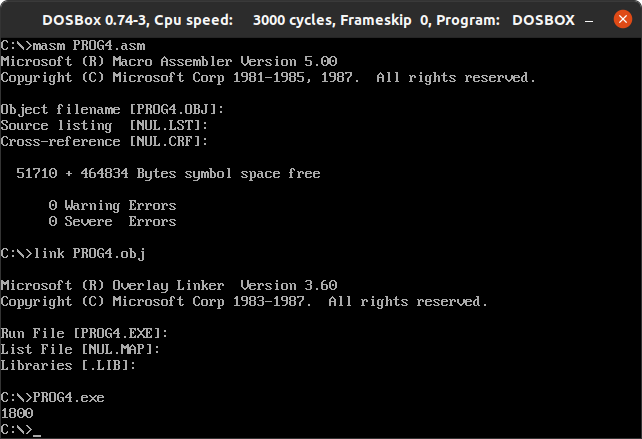 DOSBox 0.74-3, Cpu speed:    3000 cycles, Frameskip  0, Program:   DOSBOX
C:\>masm PROG4.asm
Microsoft (R) Macro Assembler Version 5.00
Copyright (C) Microsoft Corp 1981-1985, 1987.  All rights reserved.
Object filename [PROG4.OBJ]:
Source listing  [NUL.LST]:
Cross-reference [NUL.CRF]:
  51710 + 464834 Bytes symbol space free
      0 Warning Errors
      0 Severe  Errors
C:\>link PROG4.obj
Microsoft (R) Overlay Linker  Version 3.60
Copyright (C) Microsoft Corp 1983-1987.  All rights reserved.
Run File [PROG4.EXE]:
List File [NUL.MAP]:
Libraries [.LIB]:
C:\>PROG4.exe
1800
C:\>_